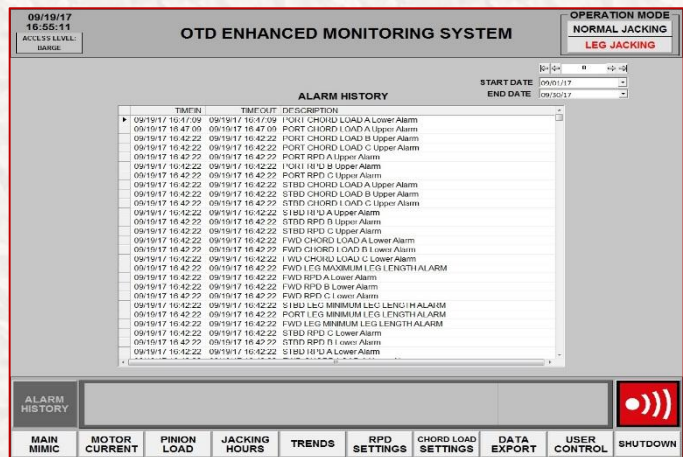 09/19/17
16:55:11
ACCESS LEVEL:
BARGE
OTD ENHANCED MONITORING SYSTEM
OPERATION MODE
NORMAL JACKING
LEG JACKING
START DATE 09/01/17
END DATE 09/30/17
ALARM HISTORY
TIMEIN TIMEOUT DESCRIPTION
09/19/17 16:47:09 09/19/17 16:47:09 PORT CHORD LOAD A Lower Alarm
09/19/17 16:47:09 09/19/17 16:47:09 PORT CHORD LOAD A Upper Alarm
09/19/17 16:42:22 09/19/17 16:42:22 PORT CHORD LOAD B Upper Alarm
09/19/17 16:42:22 09/19/17 16:42:22 PORT CHORD LOAD C Upper Alarm
09/19/17 16:42:22 09/19/17 16:42:22 PORT RPD A Upper Alarm
09/19/17 16:42:22 09/19/17 16:42:22 PORT RPD B Upper Alarm
09/19/17 16:42:22 09/19/17 16:42:22 PORT RPD C Upper Alarm
09/19/17 16:42:22 09/19/17 16:42:22 STBD CHORD LOAD A Upper Alarm
09/19/17 16:42:22 09/19/17 16:42:22 STBD CHORD LOAD B Upper Alarm
09/19/17 16:42:22 09/19/17 16:42:22 STBD CHORD LOAD C Upper Alarm
09/19/17 16:42:22 09/19/17 16:42:22 STBD RPD A Upper Alarm
09/19/17 16:42:22 09/19/17 16:42:22 STBD RPD B Upper Alarm
09/19/17 16:42:22 09/19/17 16:42:22 STBD RPD C Upper Alarm
09/19/17 16:42:22 09/19/17 16:42:22 FWD CHORD LOAD A Lower Alarm
09/19/17 16:42:22 09/19/17 16:42:22 FWD CHORD LOAD B Lower Alarm
09/19/17 16:42:22 09/19/17 16:42:22 FWD CHORD LOAD C Lower Alarm
09/19/17 16:42:22 09/19/17 16:42:22 FWD LEG MAXIMUM LEG LENGTH ALARM
09/19/17 16:42:22 09/19/17 16:42:22 FWD RPD A Lower Alarm
09/19/17 16:42:22 09/19/17 16:42:22 FWD RPD B Lower Alarm
09/19/17 16:42:22 09/19/17 16:42:22 FWD RPD C Lower Alarm
09/19/17 16:42:22 09/19/17 16:42:22 STBD LEG MINIMUM LEG LENGTH ALARM
09/19/17 16:42:22 09/19/17 16:42:22 PORT LEG MINIMUM LEG LENGTH ALARM
09/19/17 16:42:22 09/19/17 16:42:22 FWD LEG MINIMUM LEG LENGTH ALARM
09/19/17 16:42:22 09/19/17 16:42:22 STBD RPD C Lower Alarm
09/19/17 16:42:22 09/19/17 16:42:22 STBD RPD B Lower Alarm
09/19/17 16:42:22 09/19/17 16:42:22 STBD RPD A Lower Alarm
ALARM
HISTORY
MAIN MIMIC
MOTOR CURRENT
PINION LOAD
JACKING HOURS
TRENDS
RPD SETTINGS
CHORD LOAD SETTINGS
DATA EXPORT
USER CONTROL
SHUTDOWN